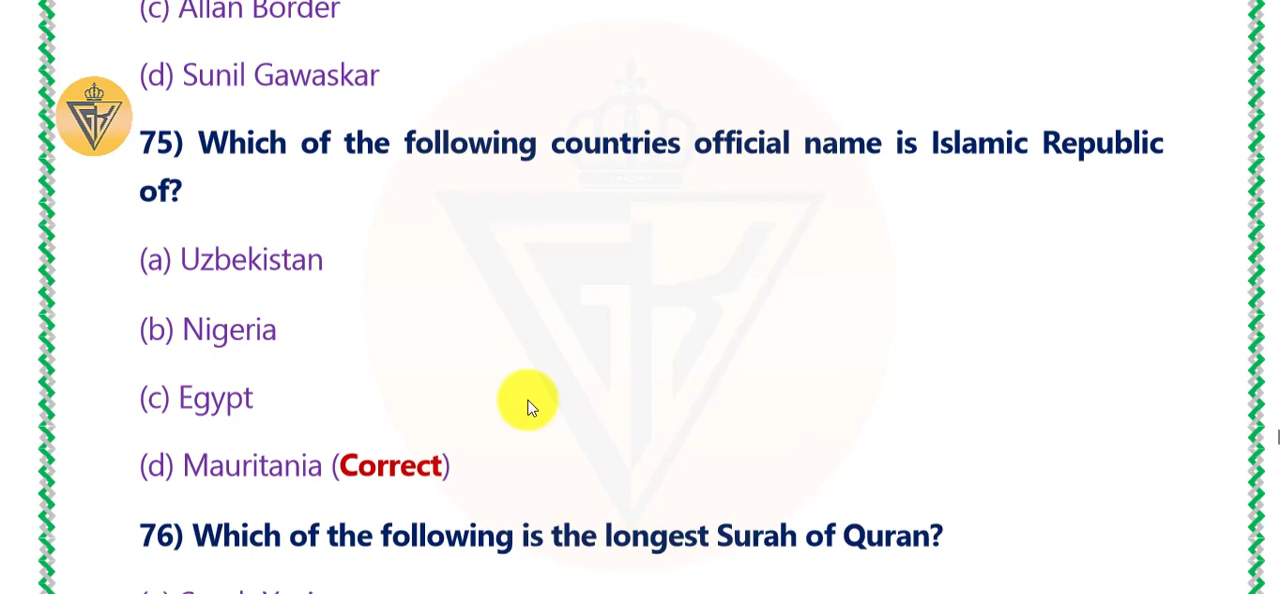 (c) Allan Border
(d) Sunil Gawaskar
75) Which of the following countries official name is Islamic Republic
of?
(a) Uzbekistan
(b) Nigeria
(c) Egypt
(d) Mauritania (Correct)
76) Which of the following is the longest Surah of Quran?